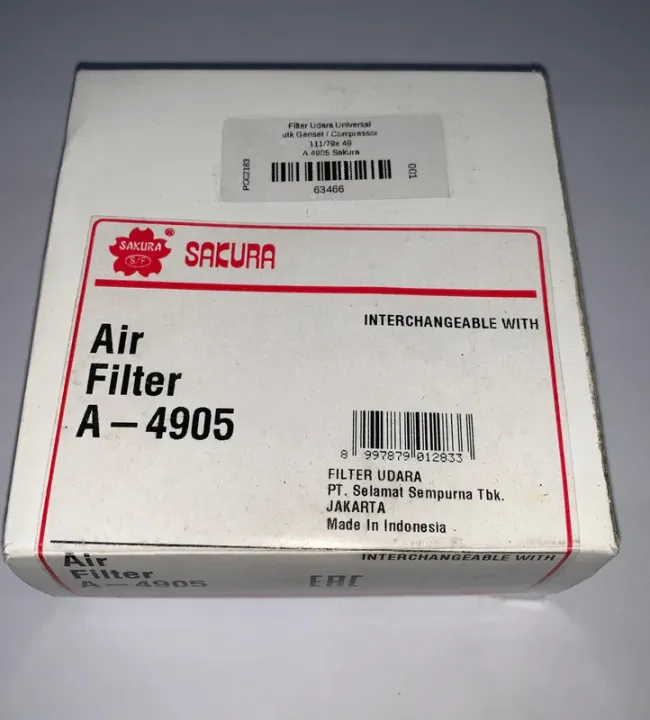 Filter Udara Universal
utk Genset / Compressor
111/79x 49
A 4905 Sakura
POC2183
001
63466
SAKURA
S/F
®
SAKURA
INTERCHANGEABLE WITH
Air
Filter
A – 4905
8 997879 012833
FILTER UDARA
PT. Selamat Sempurna Tbk.
JAKARTA
Made In Indonesia
Air
Filter
A – 4905
INTERCHANGEABLE WITH
EAC